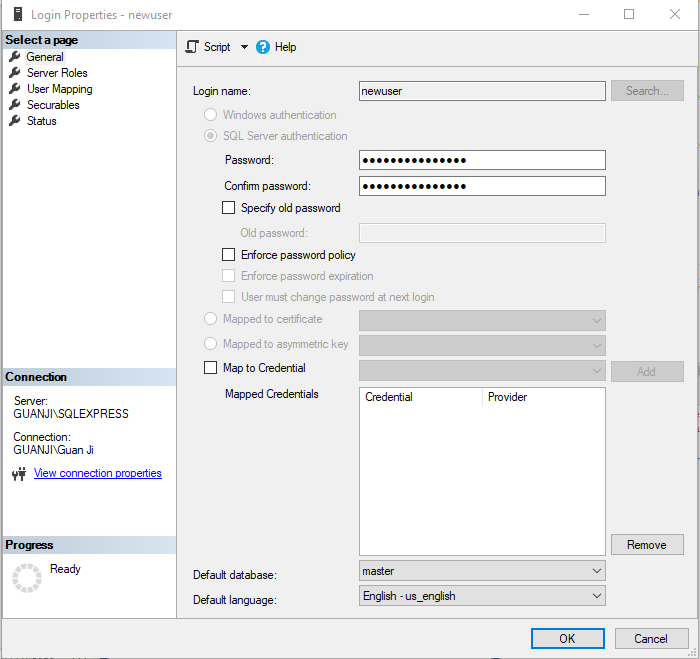 Login Properties - newuser
Select a page
General
Server Roles
User Mapping
Securables
Status
Script
Help
Login name:
newuser
Search...
Windows authentication
SQL Server authentication
Password:
●●●●●●●●●●●●●●●
Confirm password:
●●●●●●●●●●●●●●●
Specify old password
Old password:
Enforce password policy
Enforce password expiration
User must change password at next login
Mapped to certificate
Mapped to asymmetric key
Map to Credential
Add
Mapped Credentials
Credential Provider
Remove
Default database:
master
Default language:
English - us_english
Connection
Server:
GUANJI\SQLEXPRESS
Connection:
GUANJI\Guan Ji
View connection properties
Progress
Ready
OK
Cancel